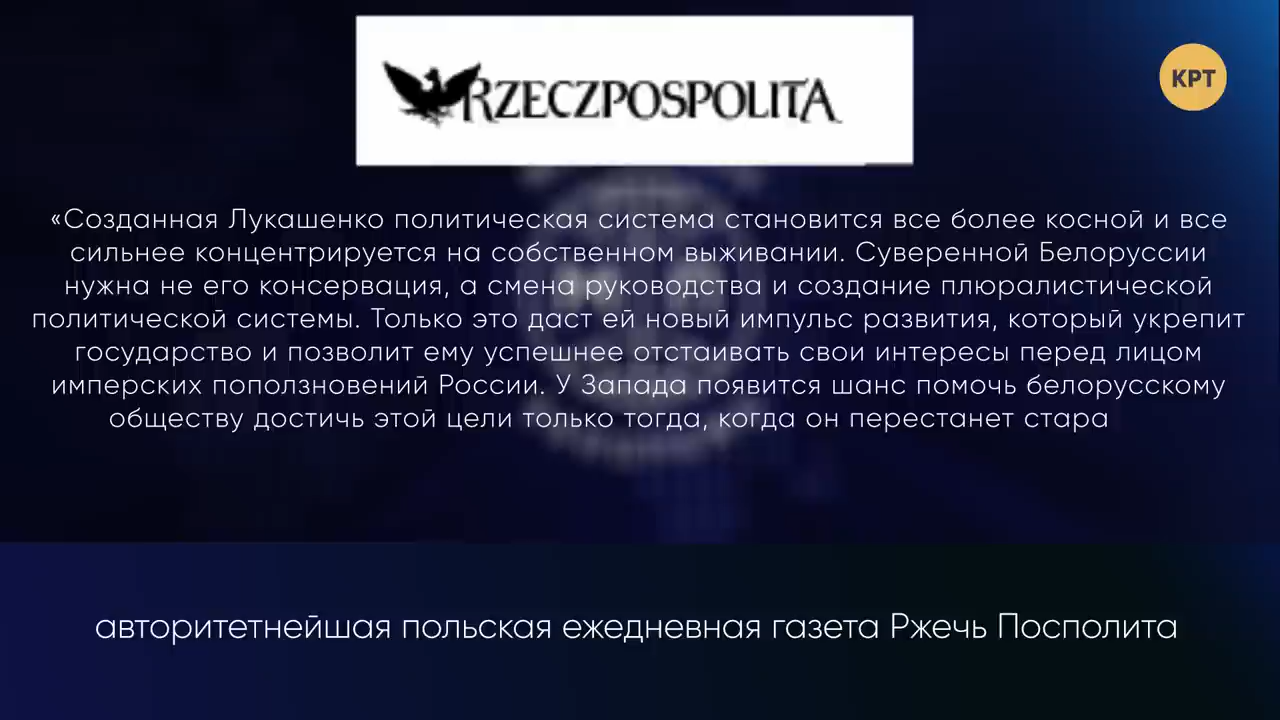 RZECZPOSPOLITA
КРТ
«Созданная Лукашенко политическая система становится все более косной и все
сильнее концентрируется на собственном выживании. Суверенной Белоруссии
нужна не его консервация, а смена руководства и создание плюралистической
политической системы. Только это даст ей новый импульс развития, который укрепит
государство и позволит ему успешнее отстаивать свои интересы перед лицом
имперских поползновений России. У Запада появится шанс помочь белорусскому
обществу достичь этой цели только тогда, когда он перестанет стара
авторитетнейшая польская ежедневная газета Ржечь Посполита